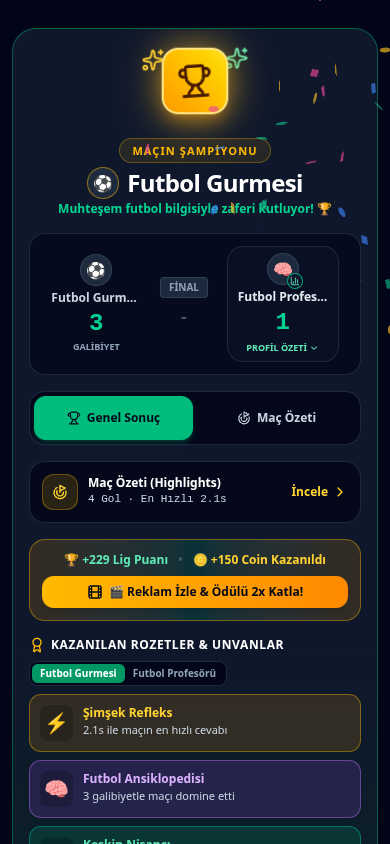 MAÇIN ŞAMPİYONU
Futbol Gurmesi
Muhteşem futbol bilgisiyle zaferi kutluyor! 🏆
Futbol Gurm...
3
GALİBİYET
FİNAL
-
Futbol Profes...
1
PROFİL ÖZETİ
Genel Sonuç
Maç Özeti
Maç Özeti (Highlights)
4 Gol · En Hızlı 2.1s
İncele
🏆 +229 Lig Puanı • 🪙 +150 Coin Kazanıldı
🎬 Reklam İzle & Ödülü 2x Katla!
KAZANILAN ROZETLER & UNVANLAR
Futbol Gurmesi
Futbol Profesörü
Şimşek Refleks
2.1s ile maçın en hızlı cevabı
Futbol Ansiklopedisi
3 galibiyetle maçı domine etti
Keskin Nişancı